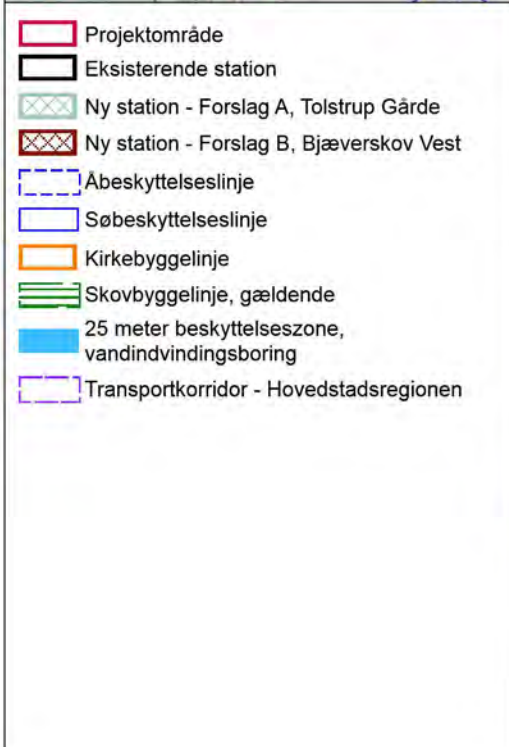 Projektområde
Eksisterende station
Ny station - Forslag A, Tolstrup Gårde
Ny station - Forslag B, Bjæverskov Vest
Åbeskyttelseslinje
Søbeskyttelseslinje
Kirkebyggelinje
Skovbyggelinje, gældende
25 meter beskyttelseszone,
vandindvindingsboring
Transportkorridor - Hovedstadsregionen